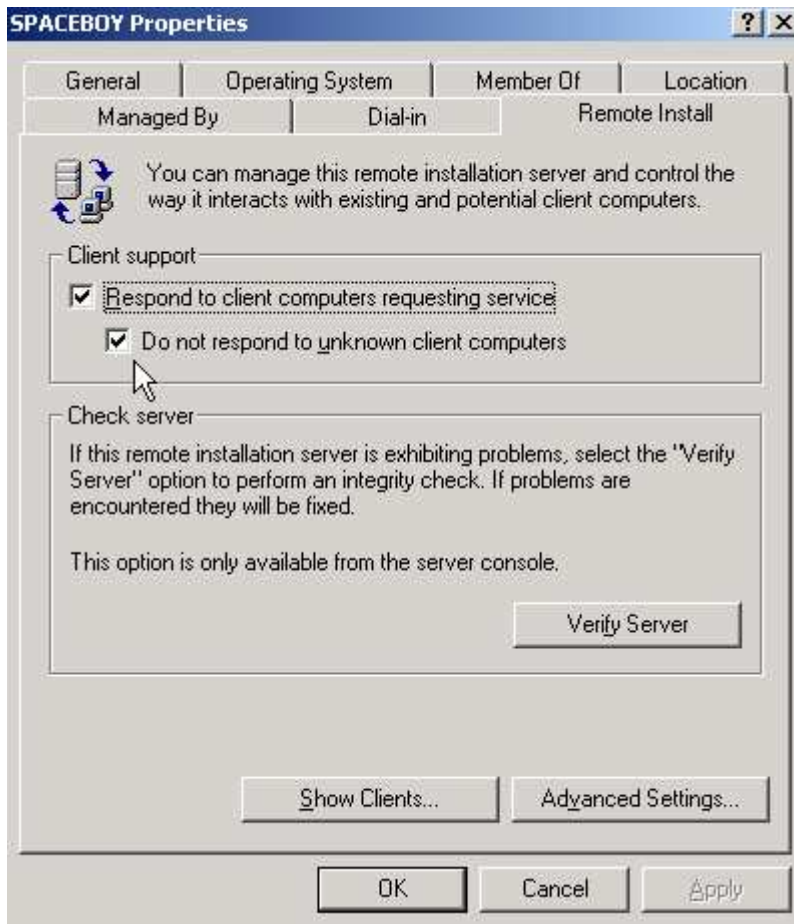 SPACEBOY Properties
General Operating System Member Of Location
Managed By Dial-in Remote Install
You can manage this remote installation server and control the
way it interacts with existing and potential client computers.
Client support
Respond to client computers requesting service
Do not respond to unknown client computers
Check server
If this remote installation server is exhibiting problems, select the "Verify
Server" option to perform an integrity check. If problems are
encountered they will be fixed.
This option is only available from the server console.
Verify Server
Show Clients... Advanced Settings...
OK Cancel Apply